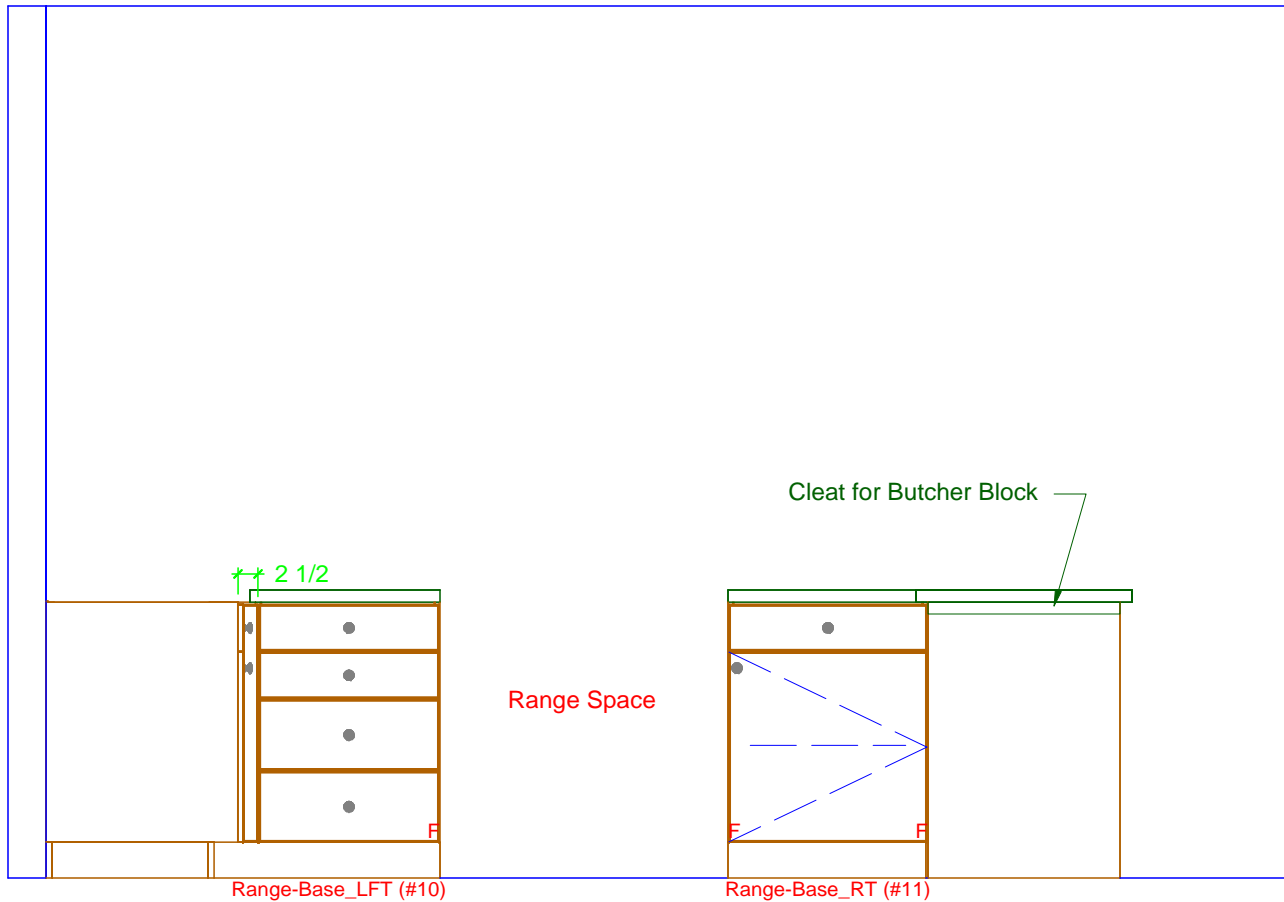 Cleat for Butcher Block
2 1/2
Range Space
F
F
F
Range-Base_LFT (#10)
Range-Base_RT (#11)